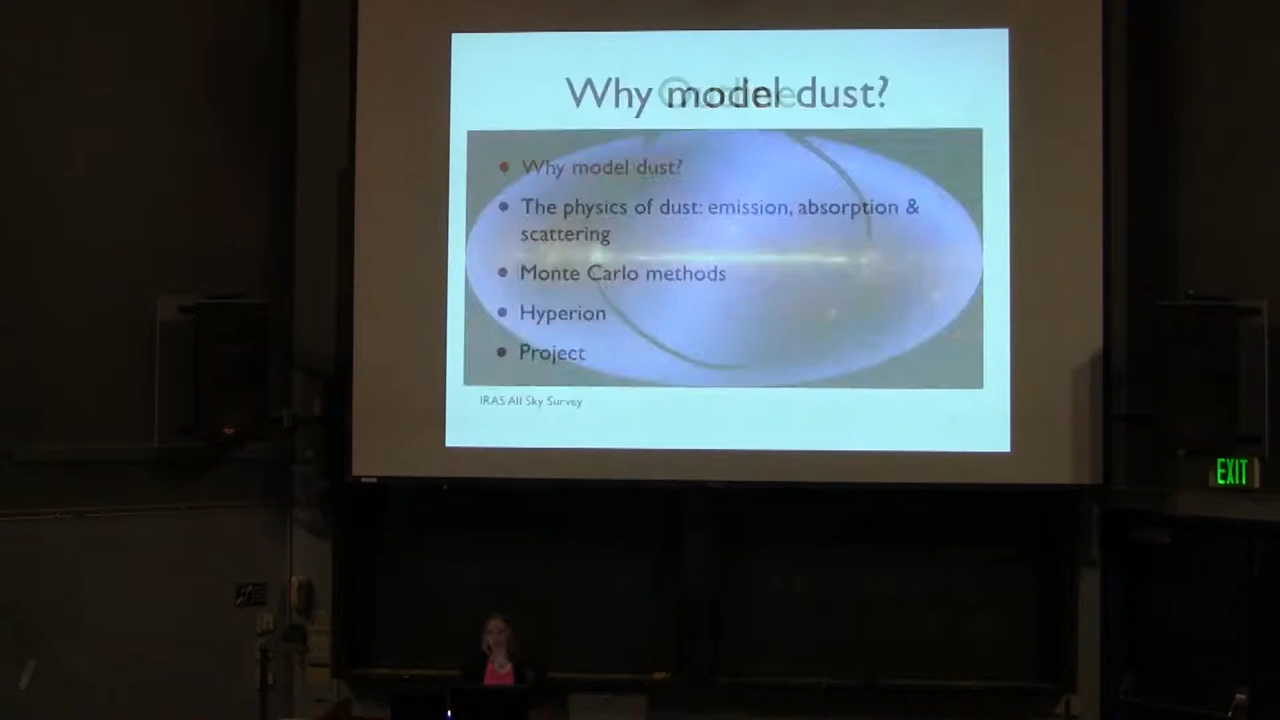 Why model dust?
Outline
Why model dust?
The physics of dust: emission, absorption &
scattering
Monte Carlo methods
Hyperion
Project
IRAS All Sky Survey
EXIT